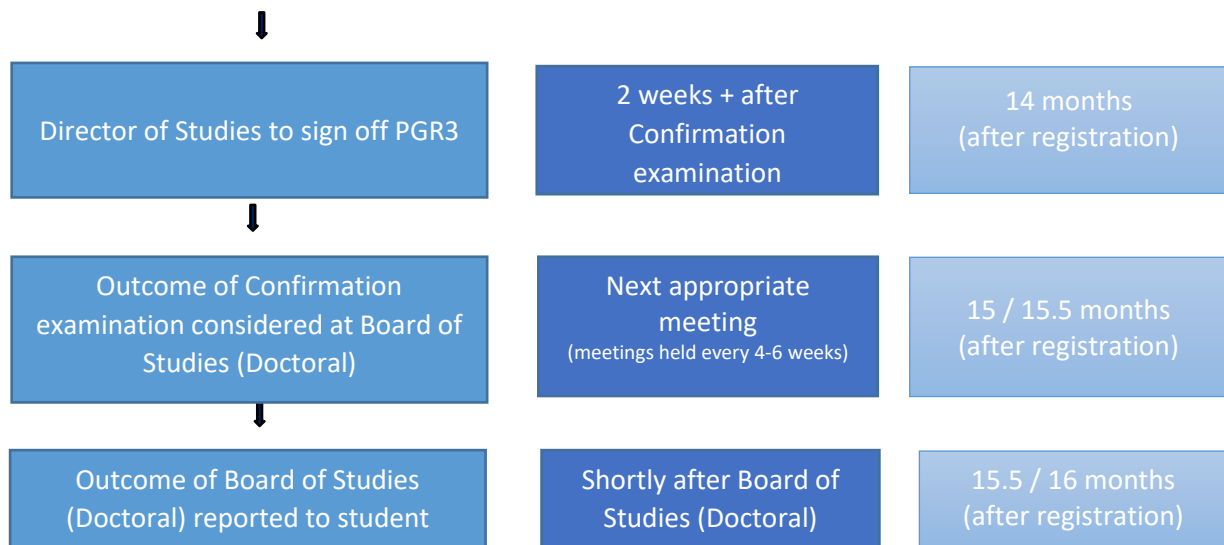 Director of Studies to sign off PGR3
2 weeks + after
Confirmation
examination
14 months
(after registration)
Outcome of Confirmation
examination considered at Board of
Studies (Doctoral)
Next appropriate
meeting
(meetings held every 4-6 weeks)
15 / 15.5 months
(after registration)
Outcome of Board of Studies
(Doctoral) reported to student
Shortly after Board of
Studies (Doctoral)
15.5 / 16 months
(after registration)